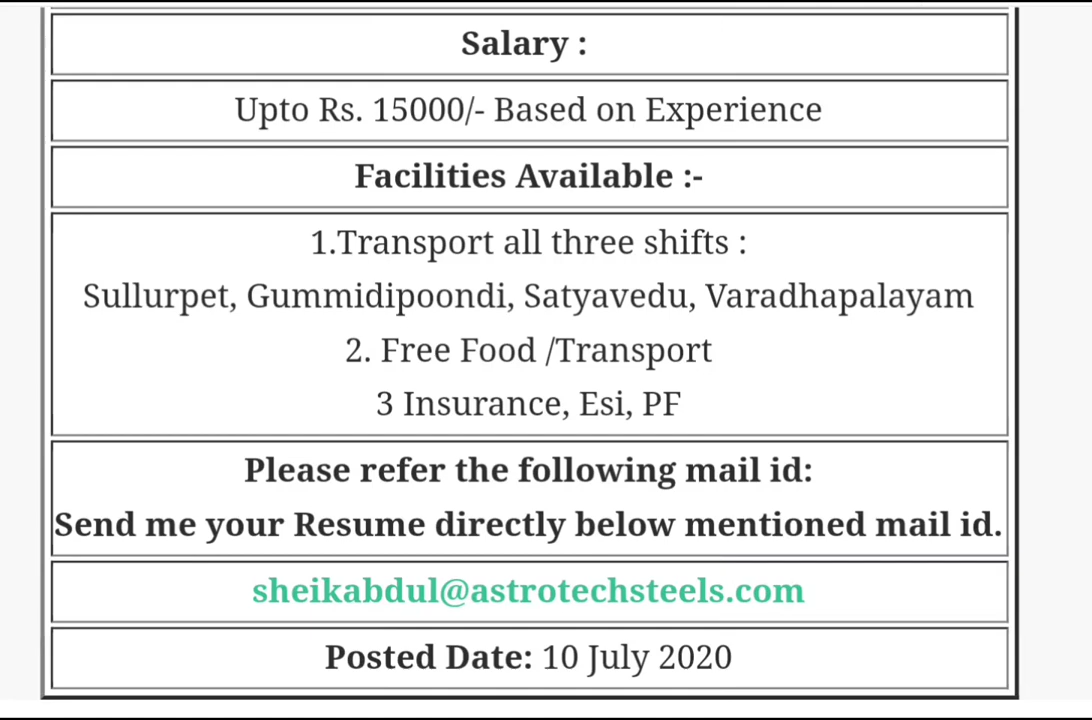 Salary :
Upto Rs. 15000/- Based on Experience
Facilities Available :-
1.Transport all three shifts :
Sullurpet, Gummidipoondi, Satyavedu, Varadhapalayam
2. Free Food /Transport
3 Insurance, Esi, PF
Please refer the following mail id:
Send me your Resume directly below mentioned mail id.
sheikabdul@astrotechsteels.com
Posted Date: 10 July 2020